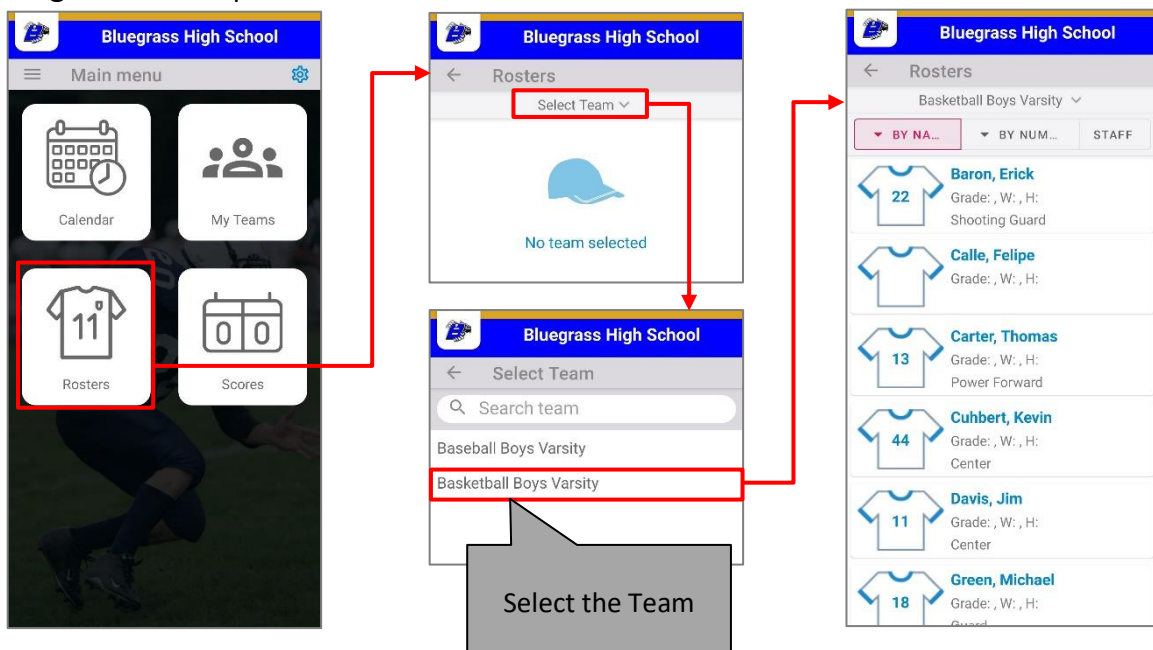 Bluegrass High School
Main menu
Calendar
My Teams
11
Rosters
0 0
Scores
Bluegrass High School
Rosters
Select Team
No team selected
Bluegrass High School
Select Team
Search team
Baseball Boys Varsity
Basketball Boys Varsity
Select the Team
Bluegrass High School
Rosters
Basketball Boys Varsity
BY NA... BY NUM... STAFF
22
Baron, Erick
Grade: , W: , H:
Shooting Guard
Calle, Felipe
Grade: , W: , H:
13
Carter, Thomas
Grade: , W: , H:
Power Forward
44
Cuhbert, Kevin
Grade: , W: , H:
Center
11
Davis, Jim
Grade: , W: , H:
Center
18
Green, Michael
Grade: , W: , H:
Guard